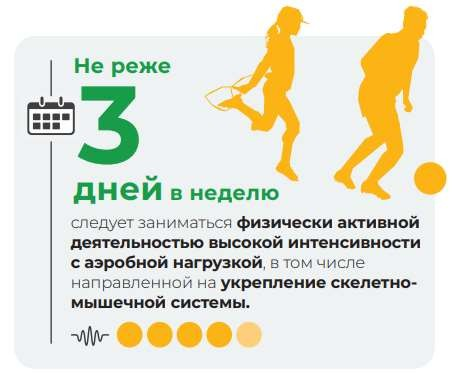 Не реже
3
дней в неделю
следует заниматься физически активной
деятельностью высокой интенсивности
с аэробной нагрузкой, в том числе
направленной на укрепление скелетно-
мышечной системы.